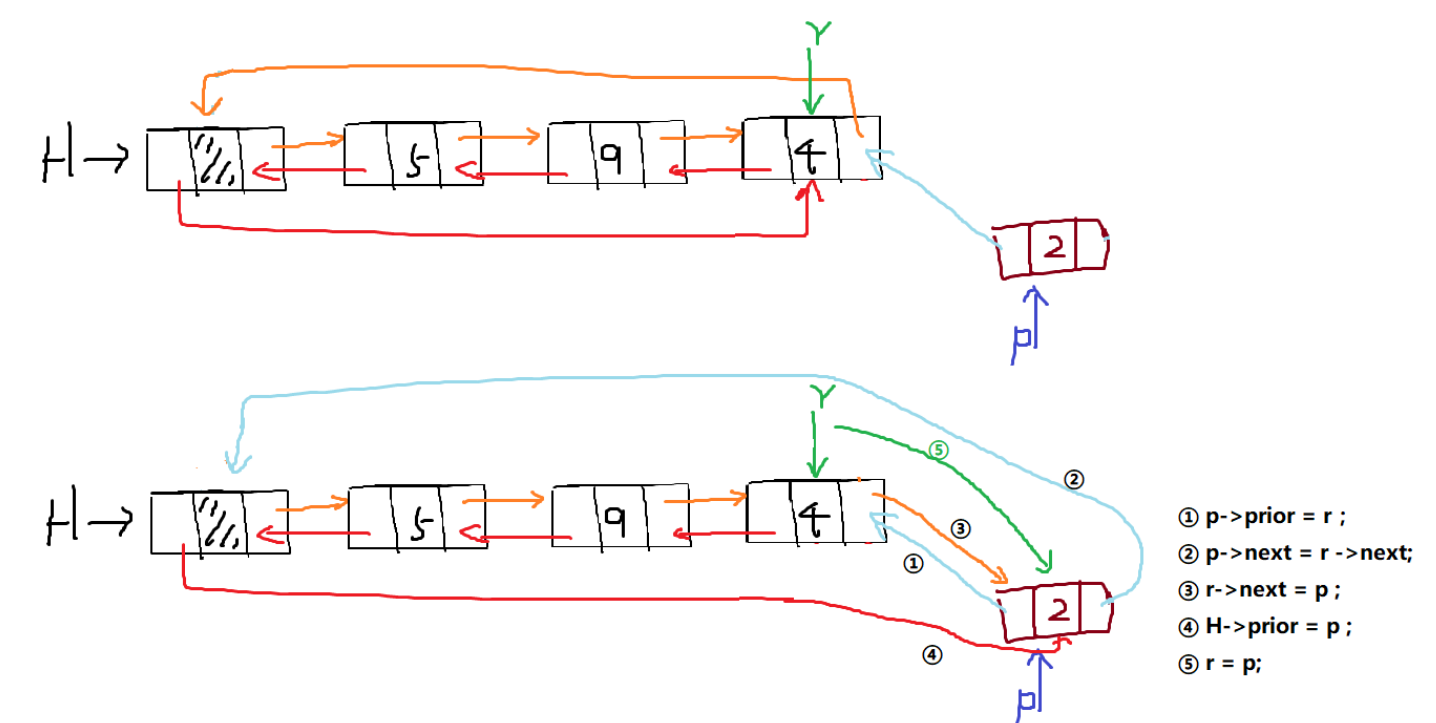 r
H→
5
9
4
2
p
r
⑤
②
H→
5
9
4
③
①
2
④
p
① p->prior = r ;
② p->next = r ->next;
③ r->next = p ;
④ H->prior = p ;
⑤ r = p;